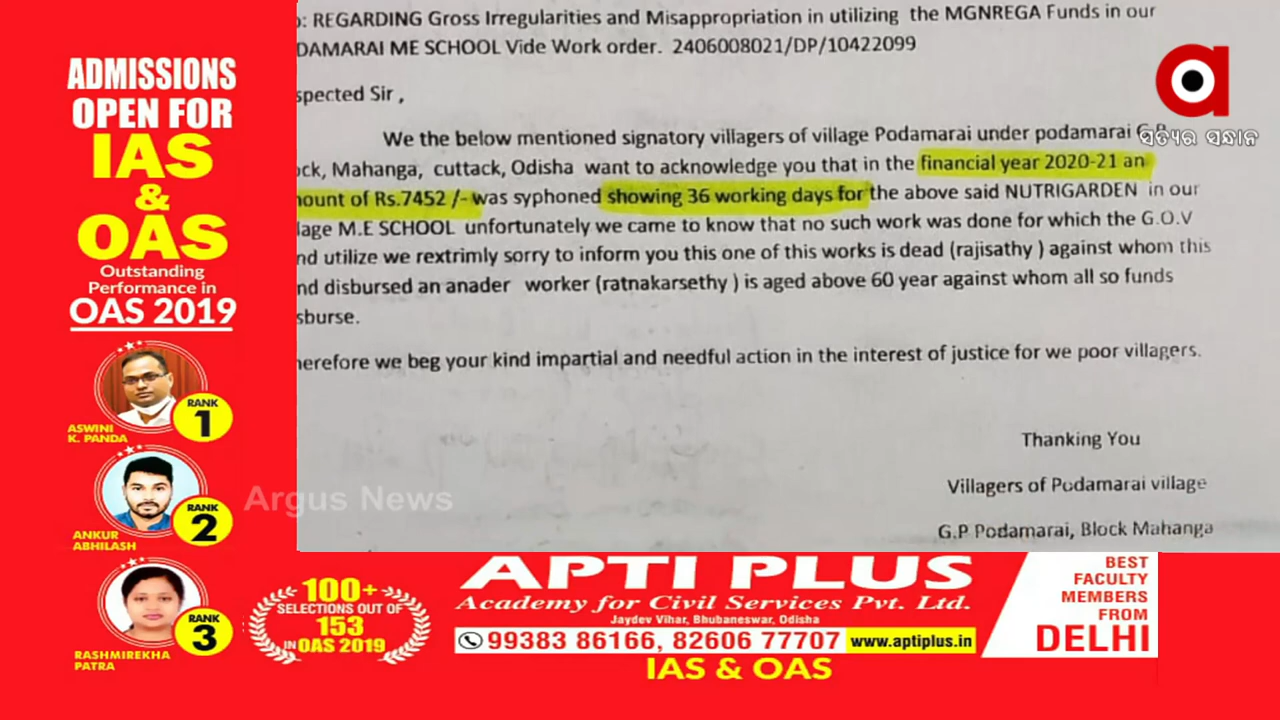 : REGARDING Gross Irregularities and Misappropriation in utilizing the MGNREGA Funds in our
DAMARAI ME SCHOOL Vide Work order. 2406008021/DP/10422099
spected Sir ,
We the below mentioned signatory villagers of village Podamarai under podamarai G.P
ck, Mahanga, cuttack, Odisha want to acknowledge you that in the financial year 2020-21 an
ount of Rs.7452 /- was syphoned showing 36 working days for the above said NUTRIGARDEN in our
lage M.E SCHOOL unfortunately we came to know that no such work was done for which the G.O.V
nd utilize we rextrimly sorry to inform you this one of this works is dead (rajisathy ) against whom this
nd disbursed an anader worker (ratnakarsethy ) is aged above 60 year against whom all so funds
sburse.
erefore we beg your kind impartial and needful action in the interest of justice for we poor villagers.
Thanking You
Villagers of Podamarai village
G.P Podamarai, Block Mahanga
ସତ୍ୟର ସନ୍ଧାନ
Argus News
ADMISSIONS
OPEN FOR
IAS
&
OAS
Outstanding
Performance in
OAS 2019
RANK
1
ASWINI
K. PANDA
RANK
2
ANKUR
ABHILASH
RANK
3
RASHMIREKHA
PATRA
100+
SELECTIONS OUT OF
153
IN OAS 2019
APTI PLUS
Academy for Civil Services Pvt. Ltd.
Jaydev Vihar, Bhubaneswar, Odisha
99383 86166, 82606 77707 www.aptiplus.in
IAS & OAS
BEST
FACULTY
MEMBERS
FROM
DELHI